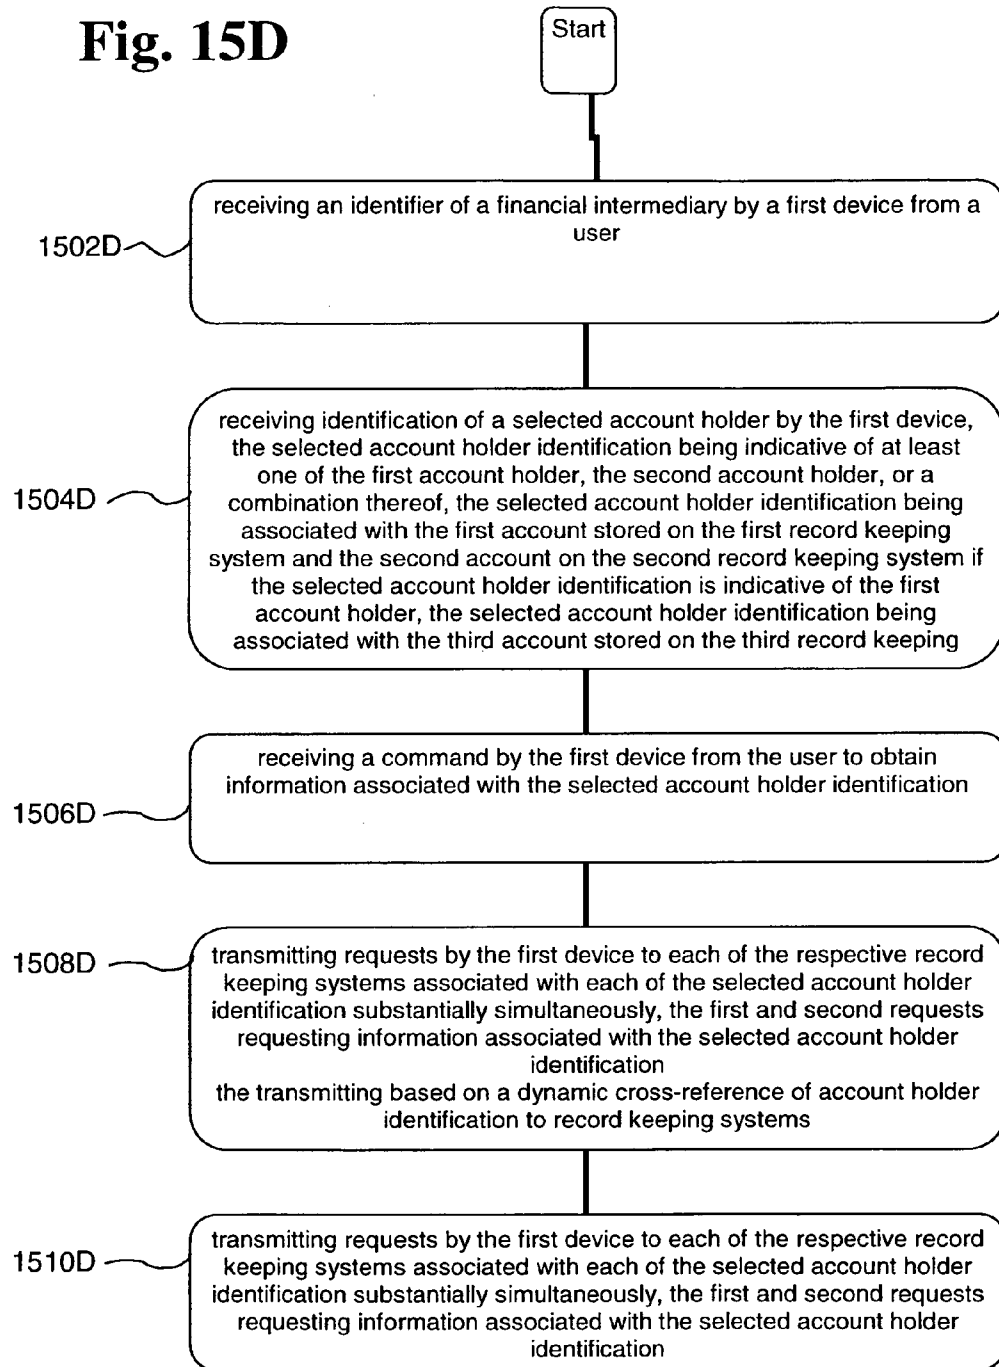 Fig. 15D
Start
receiving an identifier of a financial intermediary by a first device from a
user
1502D
receiving identification of a selected account holder by the first device,
the selected account holder identification being indicative of at least
one of the first account holder, the second account holder, or a
combination thereof, the selected account holder identification being
associated with the first account stored on the first record keeping
system and the second account on the second record keeping system if
the selected account holder identification is indicative of the first
account holder, the selected account holder identification being
associated with the third account stored on the third record keeping
1504D
receiving a command by the first device from the user to obtain
information associated with the selected account holder identification
1506D
transmitting requests by the first device to each of the respective record
keeping systems associated with each of the selected account holder
identification substantially simultaneously, the first and second requests
requesting information associated with the selected account holder
identification
the transmitting based on a dynamic cross-reference of account holder
identification to record keeping systems
1508D
transmitting requests by the first device to each of the respective record
keeping systems associated with each of the selected account holder
identification substantially simultaneously, the first and second requests
requesting information associated with the selected account holder
identification
1510D